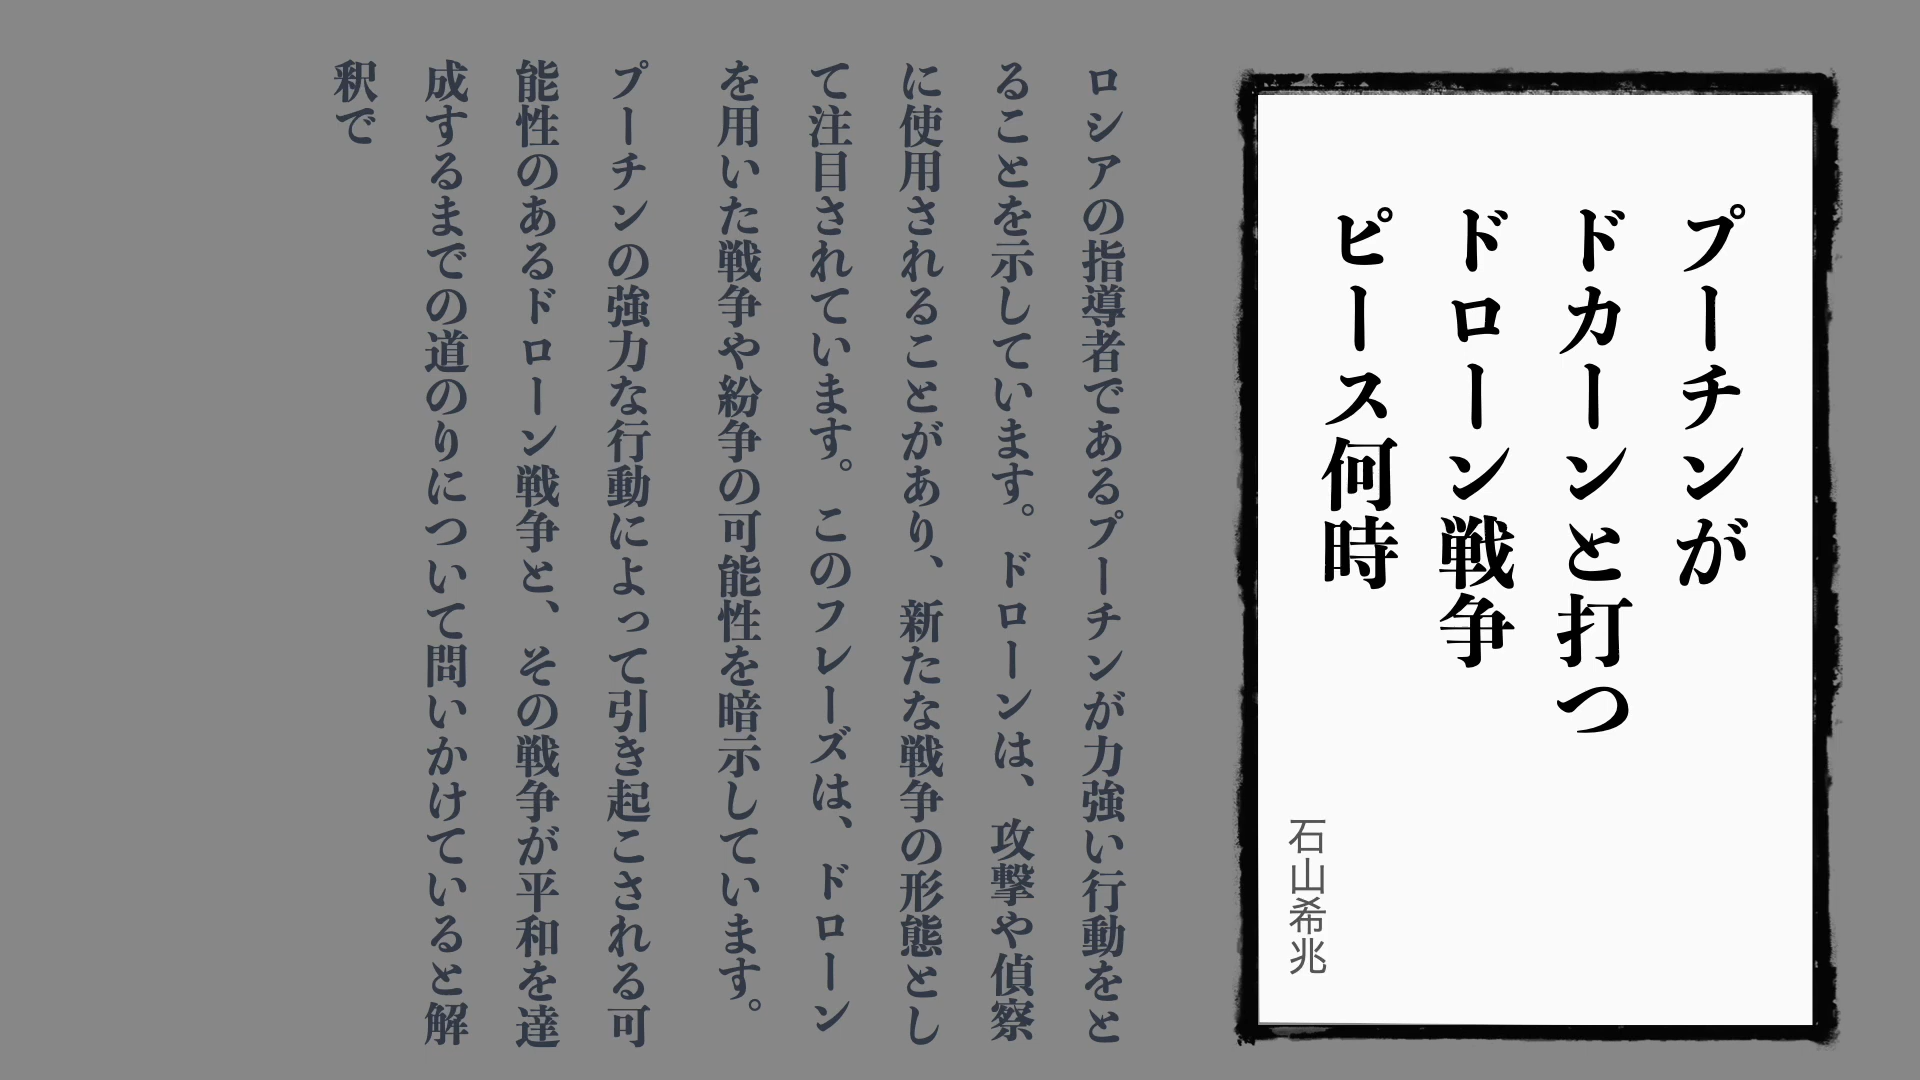 プーチンが
ドカーンと打つ
ドローン戦争
ピース何時
石山希兆
ロシアの指導者であるプーチンが力強い行動をと
ることを示しています。ドローンは、攻撃や偵察
に使用されることがあり、新たな戦争の形態とし
て注目されています。このフレーズは、ドローン
を用いた戦争や紛争の可能性を暗示しています。
プーチンの強力な行動によって引き起こされる可
能性のあるドローン戦争と、その戦争が平和を達
成するまでの道のりについて問いかけていると解
釈で